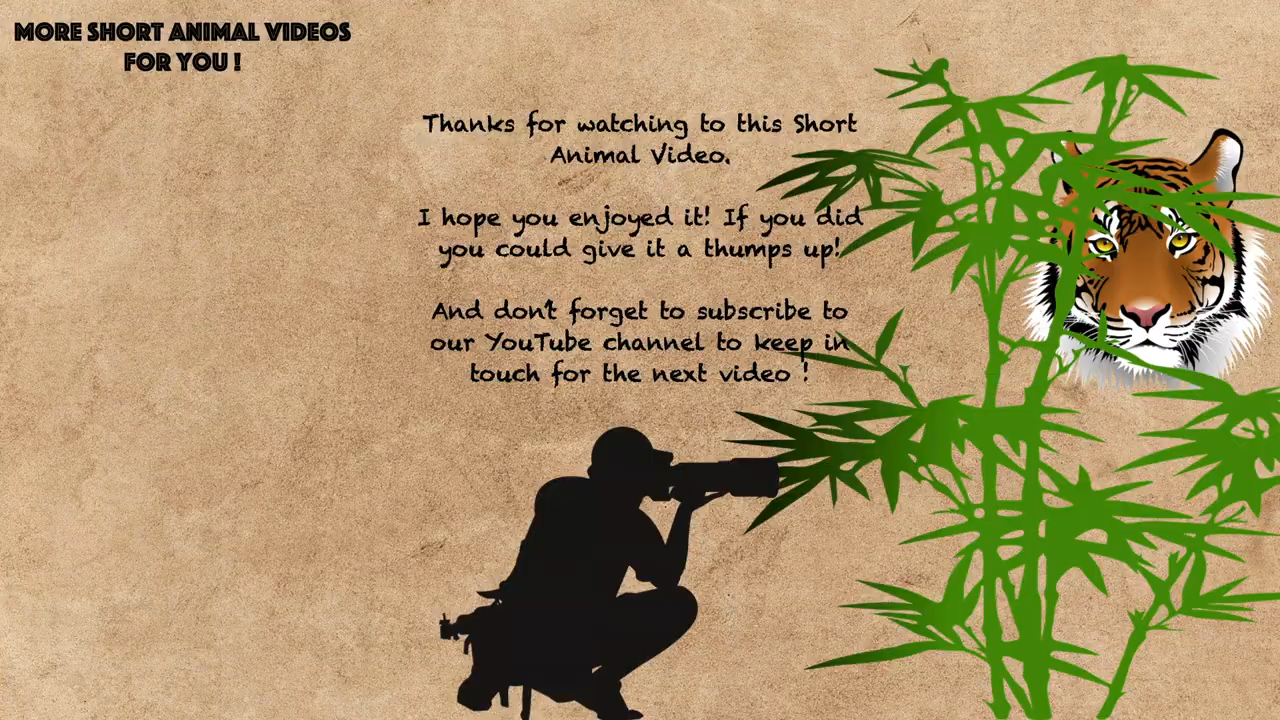 MORE SHORT ANIMAL VIDEOS
FOR YOU !
Thanks for watching to this Short
Animal Video.
I hope you enjoyed it! If you did
you could give it a thumps up!
And don't forget to subscribe to
our YouTube channel to keep in
touch for the next video !